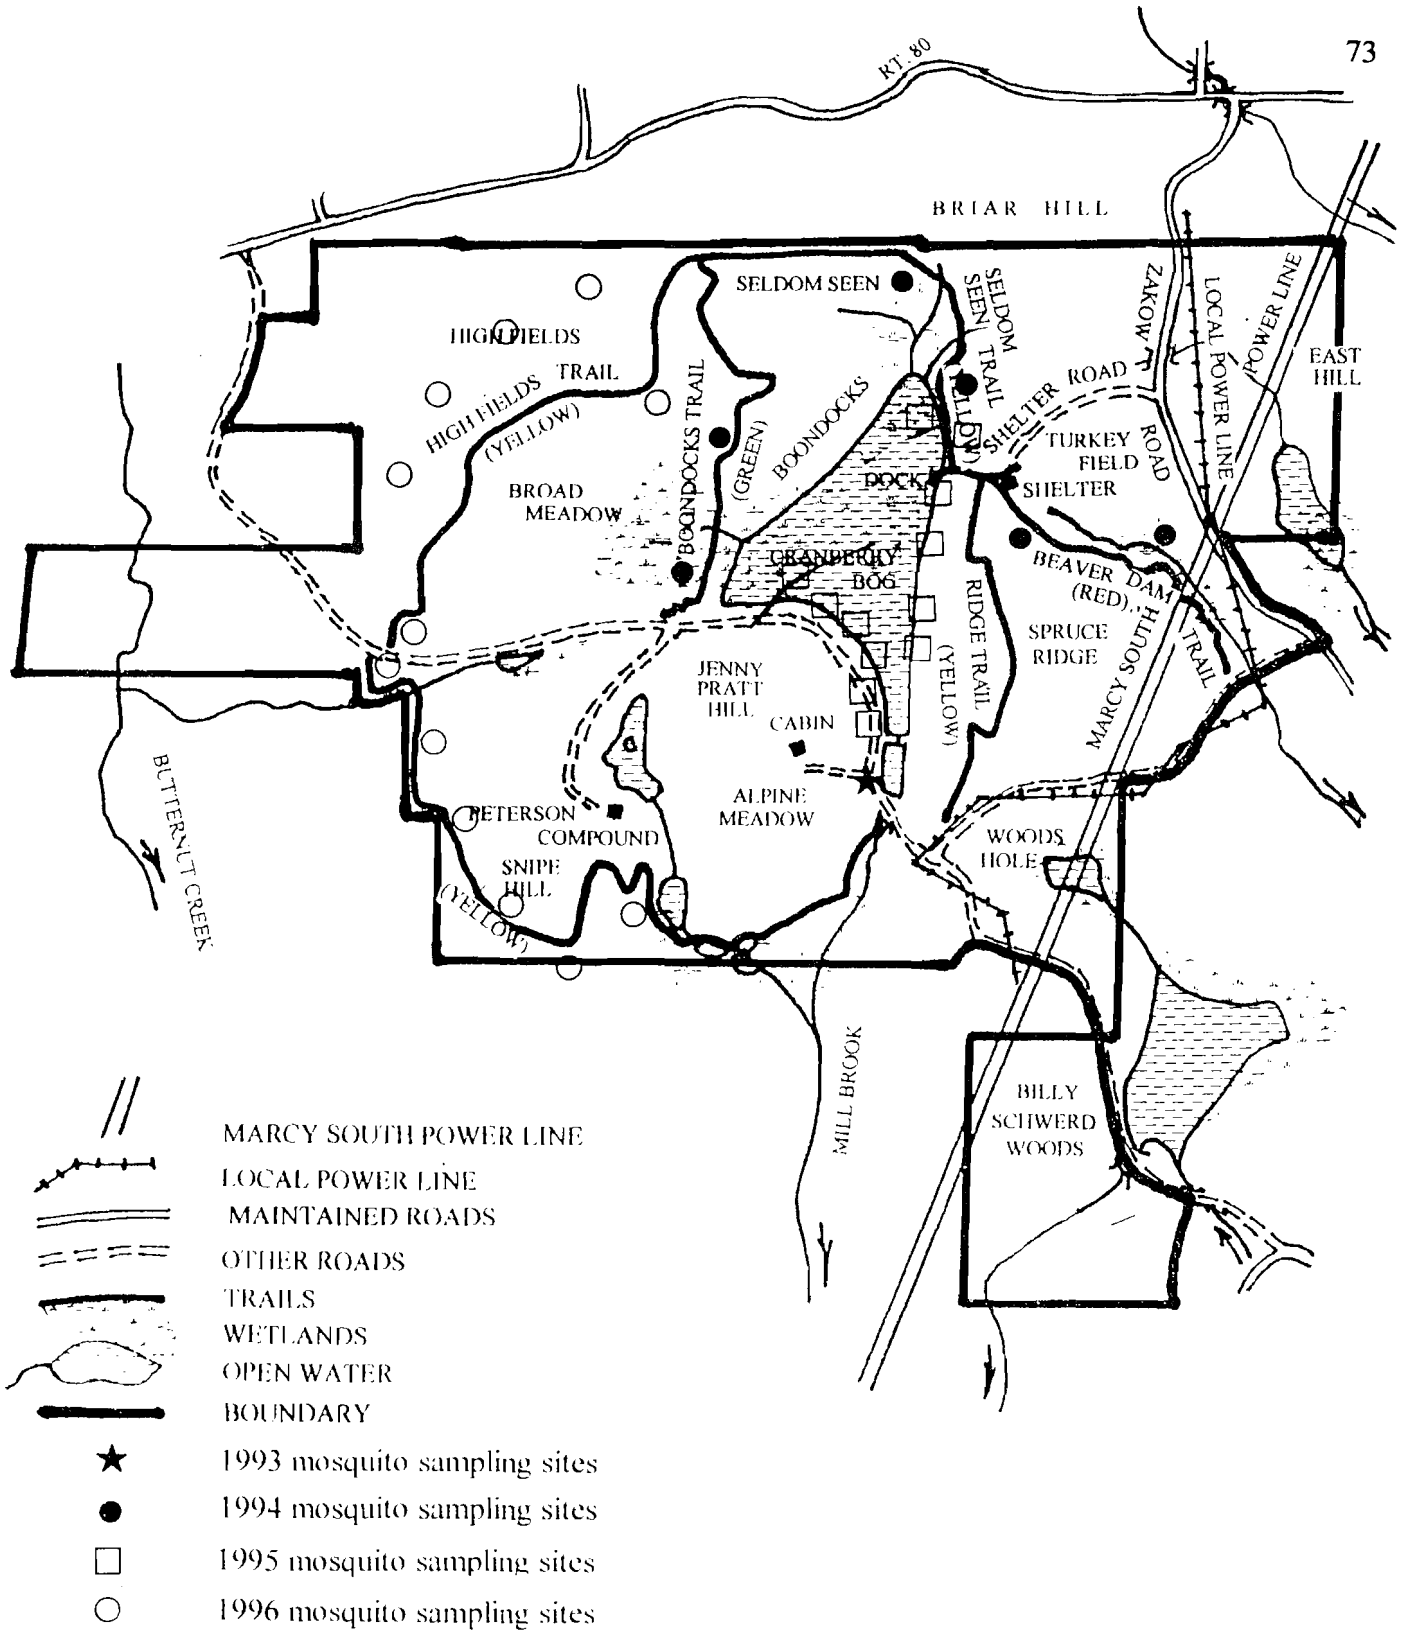 73
RT. 80
BRIAR HILL
SELDOM SEEN
SELDOM
SEEN TRAIL
(YELLOW)
ZAKOW
ROAD
LOCAL POWER LINE
POWER LINE
EAST
HILL
HIGH FIELDS
HIGH FIELDS TRAIL
(YELLOW)
BOONDOCKS TRAIL
(GREEN)
BOONDOCKS
SHELTER ROAD
TURKEY
FIELD
DOCK
SHELTER
BROAD
MEADOW
CRANBERRY
BOG
BEAVER DAM
(RED)
TRAIL
RIDGE TRAIL
(YELLOW)
SPRUCE
RIDGE
MARCY SOUTH
JENNY
PRATT
HILL
CABIN
ALPINE
MEADOW
PETERSON
COMPOUND
SNIPE
HILL
(YELLOW)
WOODS
HOLE
BUTTERNUT CREEK
MILL BROOK
BILLY
SCHWERD
WOODS
MARCY SOUTH POWER LINE
LOCAL POWER LINE
MAINTAINED ROADS
OTHER ROADS
TRAILS
WETLANDS
OPEN WATER
BOUNDARY
1993 mosquito sampling sites
1994 mosquito sampling sites
1995 mosquito sampling sites
1996 mosquito sampling sites